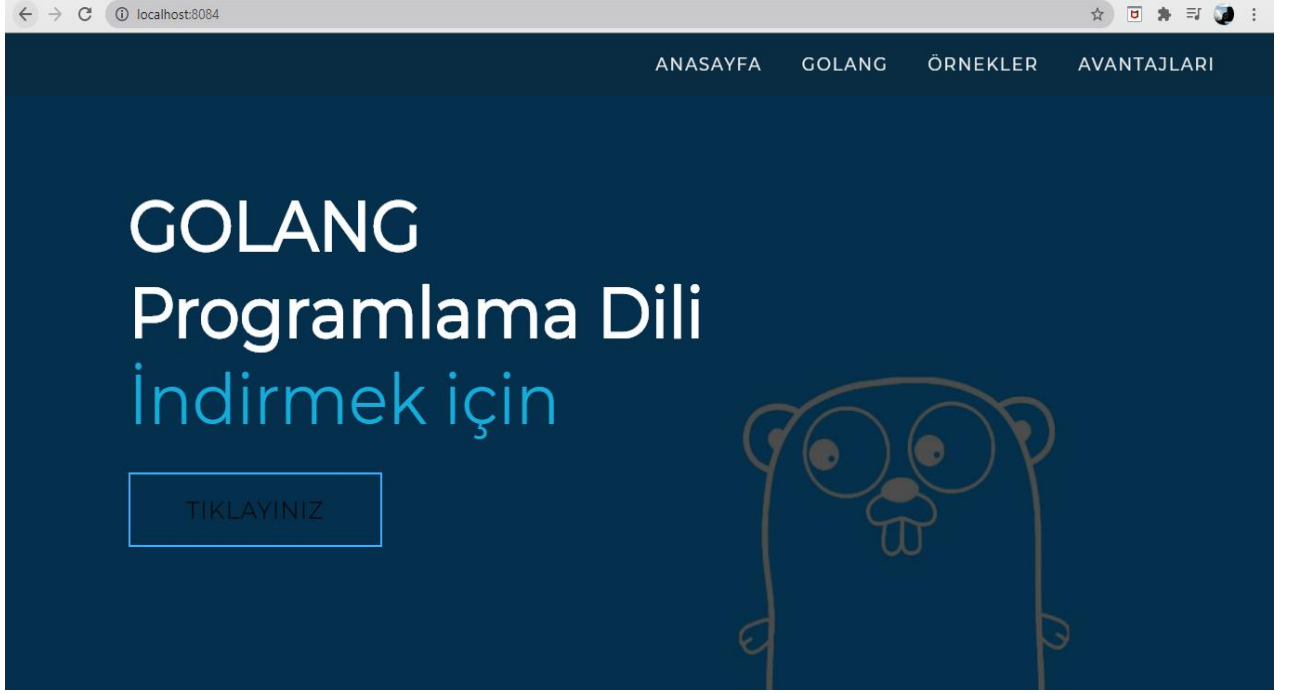 localhost:8084
ANASAYFA GOLANG ÖRNEKLER AVANTAJLARI
GOLANG
Programlama Dili
İndirmek için
TIKLAYINIZ